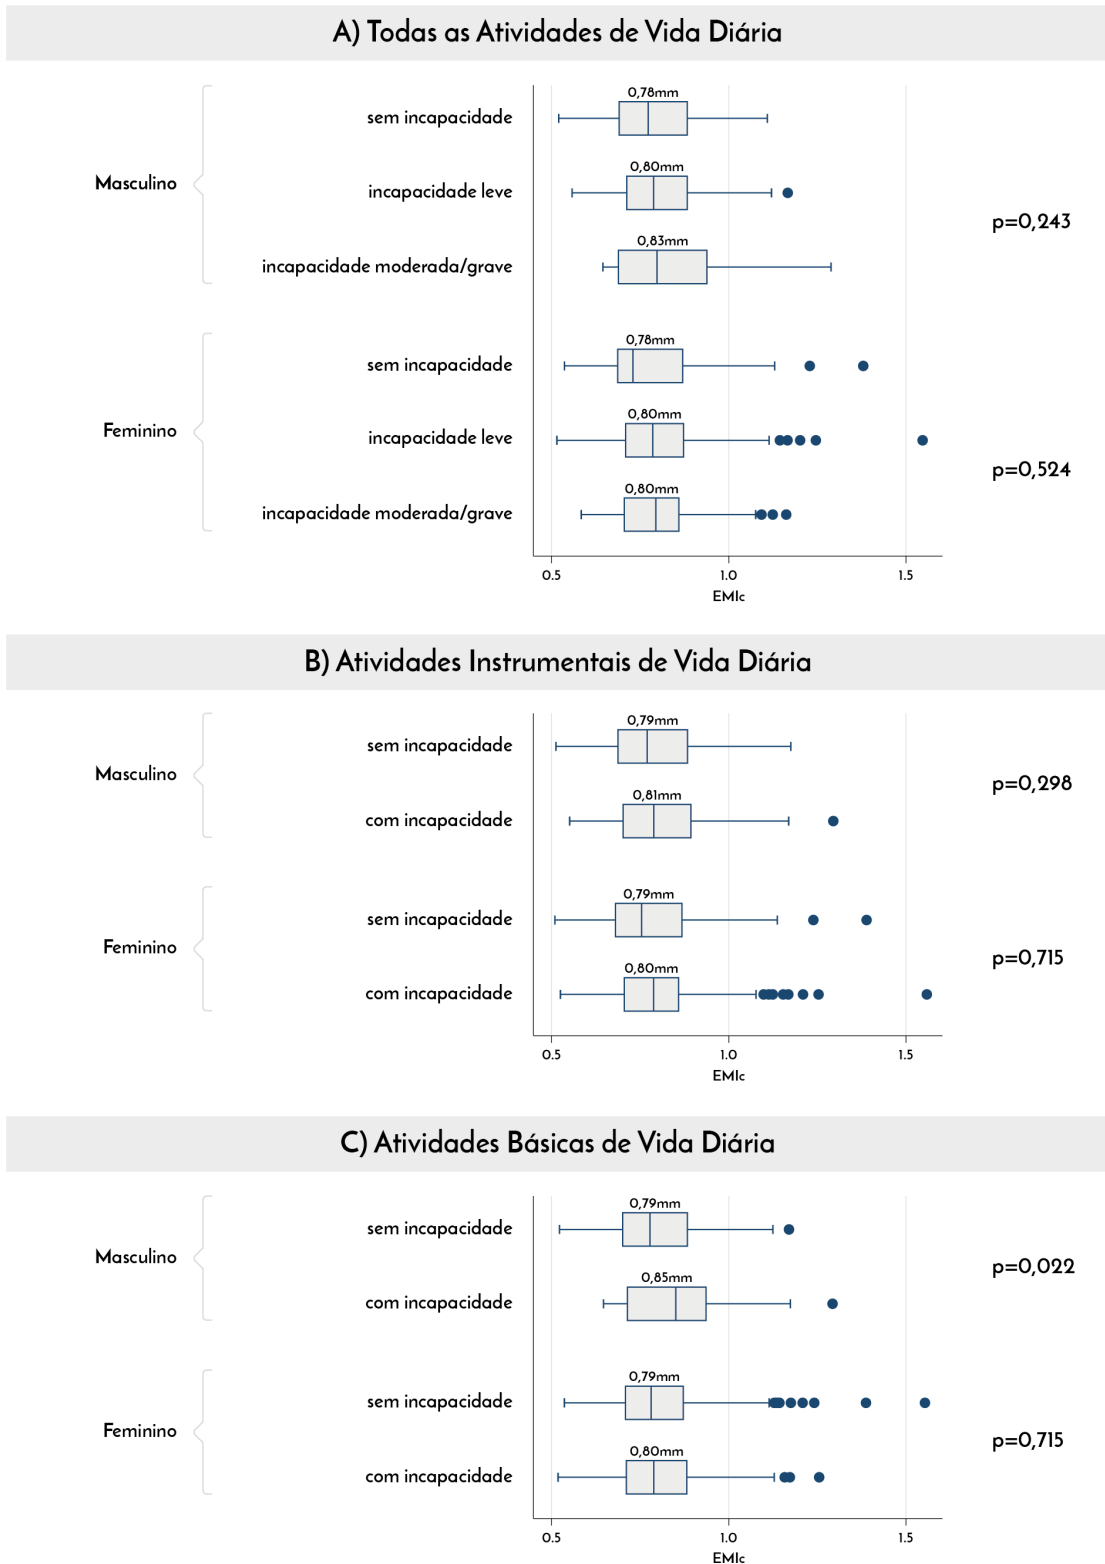 A) Todas as Atividades de Vida Diária
0,78mm
sem incapacidade
0,80mm
Masculino
incapacidade leve
p=0,243
0,83mm
incapacidade moderada/grave
0,78mm
sem incapacidade
0,80mm
Feminino
incapacidade leve
p=0,524
0,80mm
incapacidade moderada/grave
0.5 1.0 1.5
EMIc
B) Atividades Instrumentais de Vida Diária
0,79mm
sem incapacidade
Masculino
p=0,298
0,81mm
com incapacidade
0,79mm
sem incapacidade
Feminino
p=0,715
0,80mm
com incapacidade
0.5 1.0 1.5
EMIc
C) Atividades Básicas de Vida Diária
0,79mm
sem incapacidade
Masculino
p=0,022
0,85mm
com incapacidade
0,79mm
sem incapacidade
Feminino
p=0,715
0,80mm
com incapacidade
0.5 1.0 1.5
EMIc